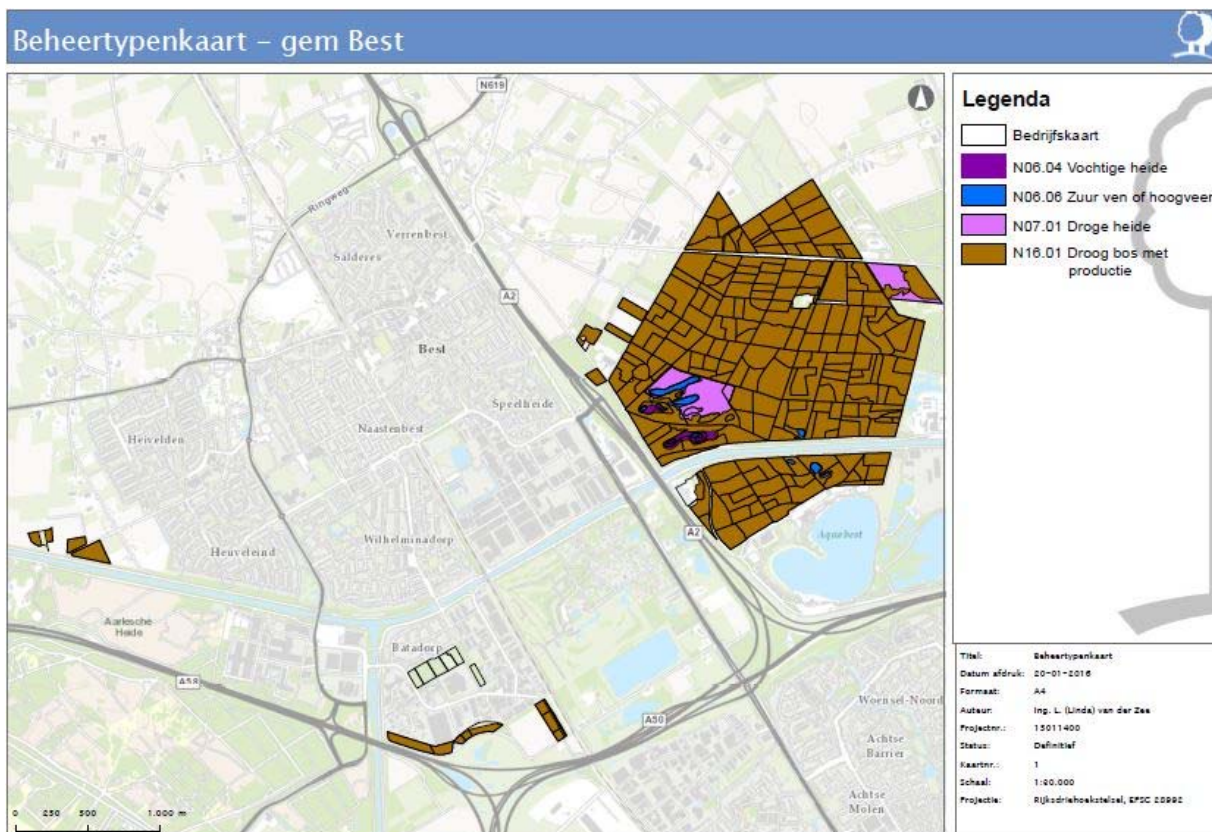 Beheertypenkaart - gem Best
N619
Ringweg
Verrenbest
Salderes
A2
Best
Speelheide
Naastenbest
Heivelden
Wilhelminadorp
Heuveleind
A2
Aquabest
Aarlesche
Heide
Batadorp
A58
A50
Woensel-Noord
Achtse
Barrier
Achtse
Molen
0 250 500 1.000 m
Legenda
Bedrijfskaart
N06.04 Vochtige heide
N06.06 Zuur ven of hoogveen
N07.01 Droge heide
N16.01 Droog bos met
productie
Titel: Beheertypenkaart
Datum afdruk: 20-01-2016
Formaat: A4
Auteur: Ing. L. (Linda) van der Zee
Projectnr.: 15011400
Status: Definitief
Kaartnr.: 1
Schaal:
Projectie: Rijksdriehoekstelsel, EPSG 28992